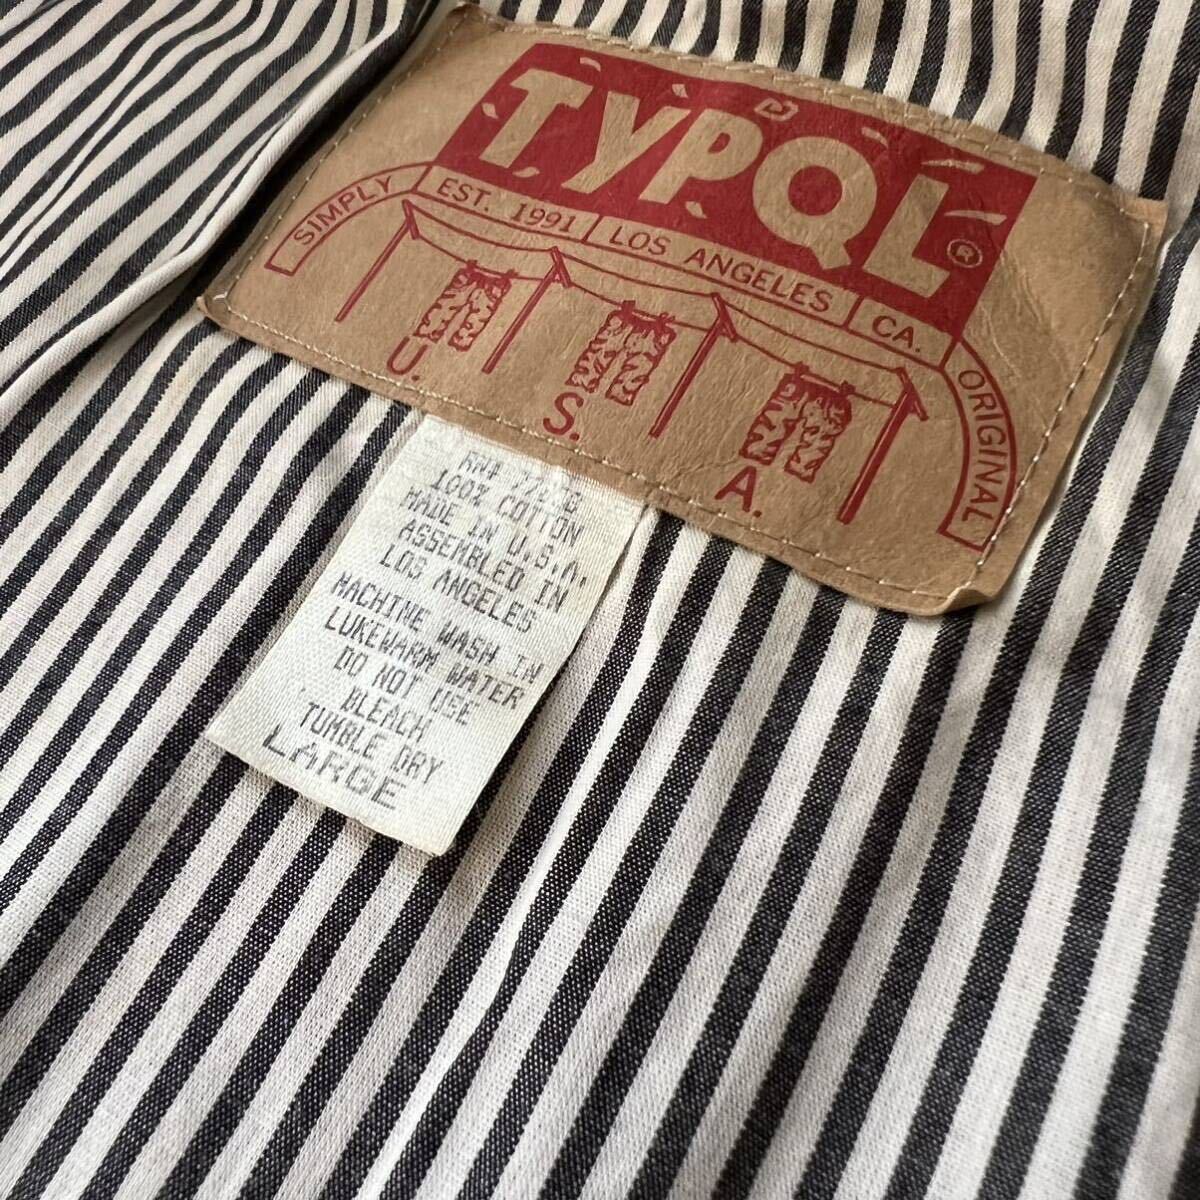 TYPQL®
SIMPLY EST. 1991 LOS ANGELES CA. ORIGINAL
U. S. A.
RN#
100% COTTON
MADE IN U.S.A.
ASSEMBLED IN
LOS ANGELES
MACHINE WASH IN
LUKEWARM WATER
DO NOT USE
BLEACH
TUMBLE DRY
LARGE